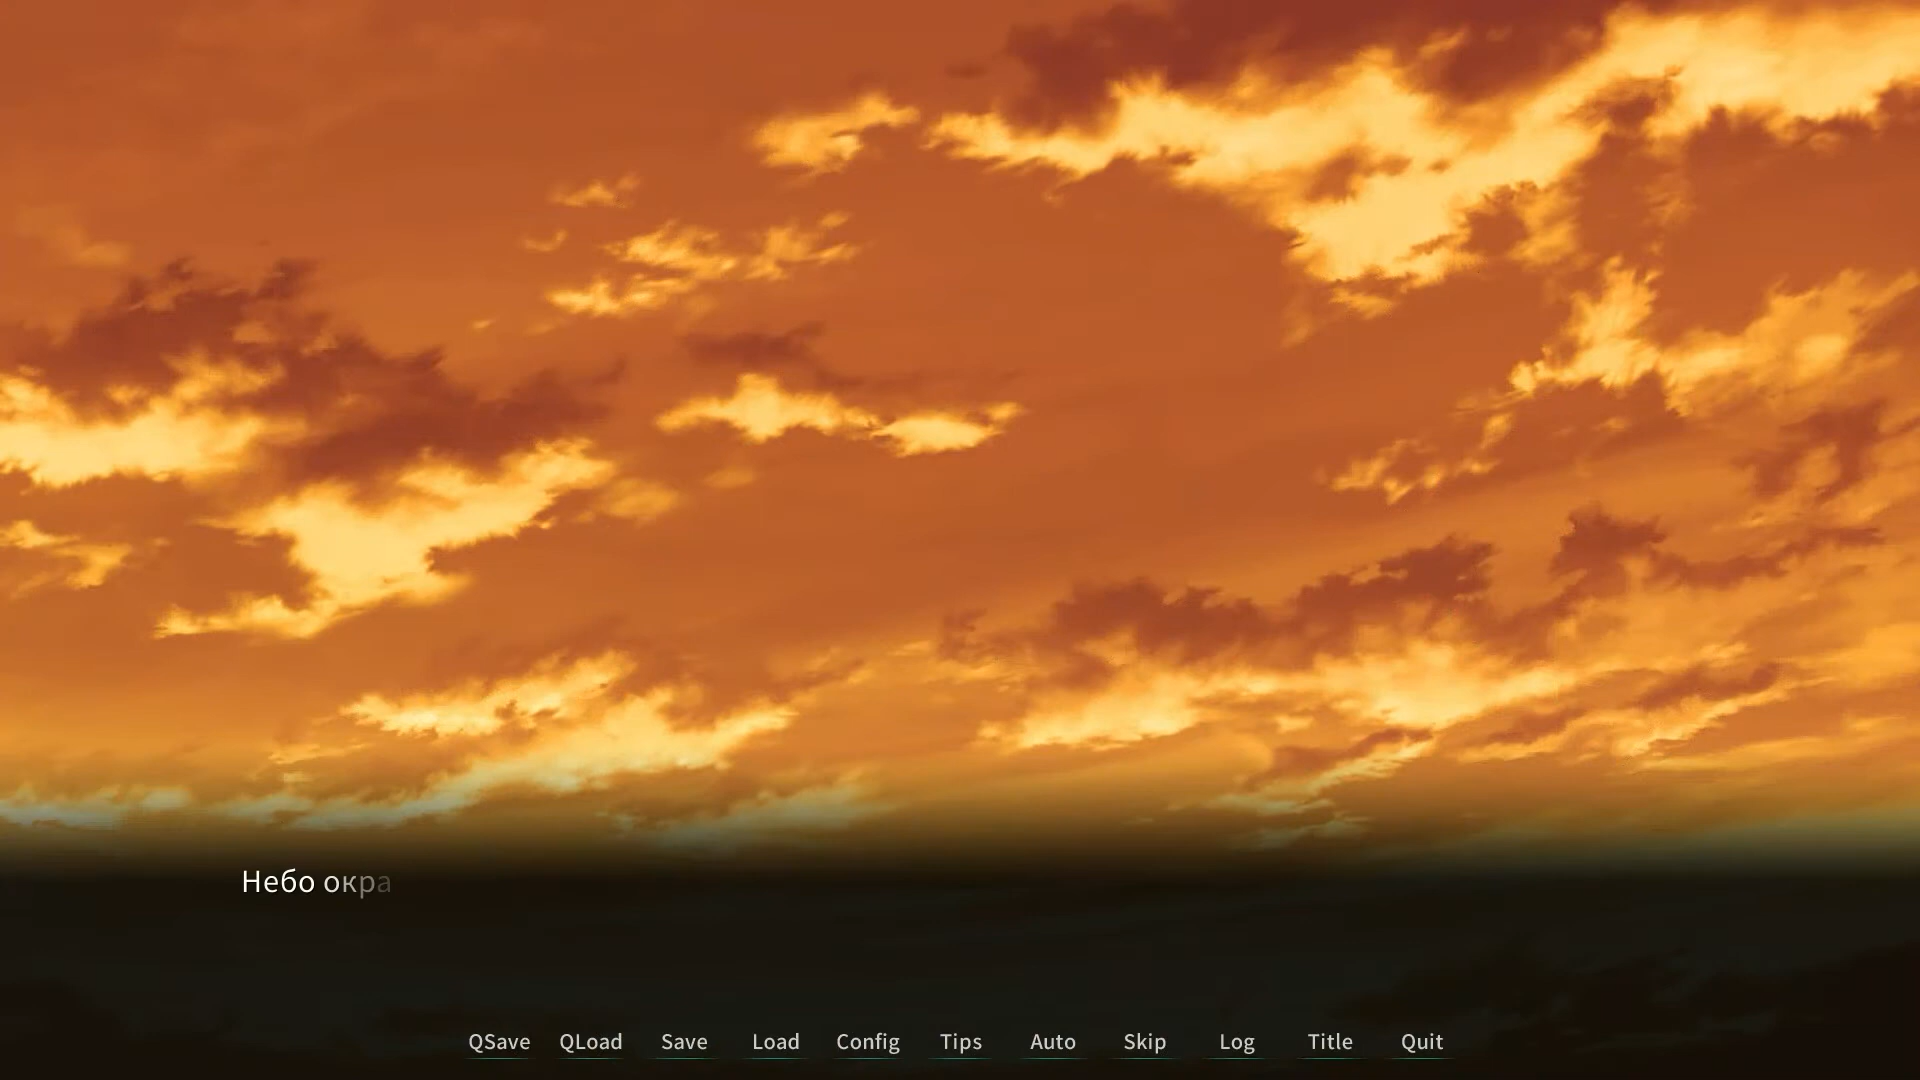 Небо окра
QSave QLoad Save Load Config Tips Auto Skip Log Title Quit